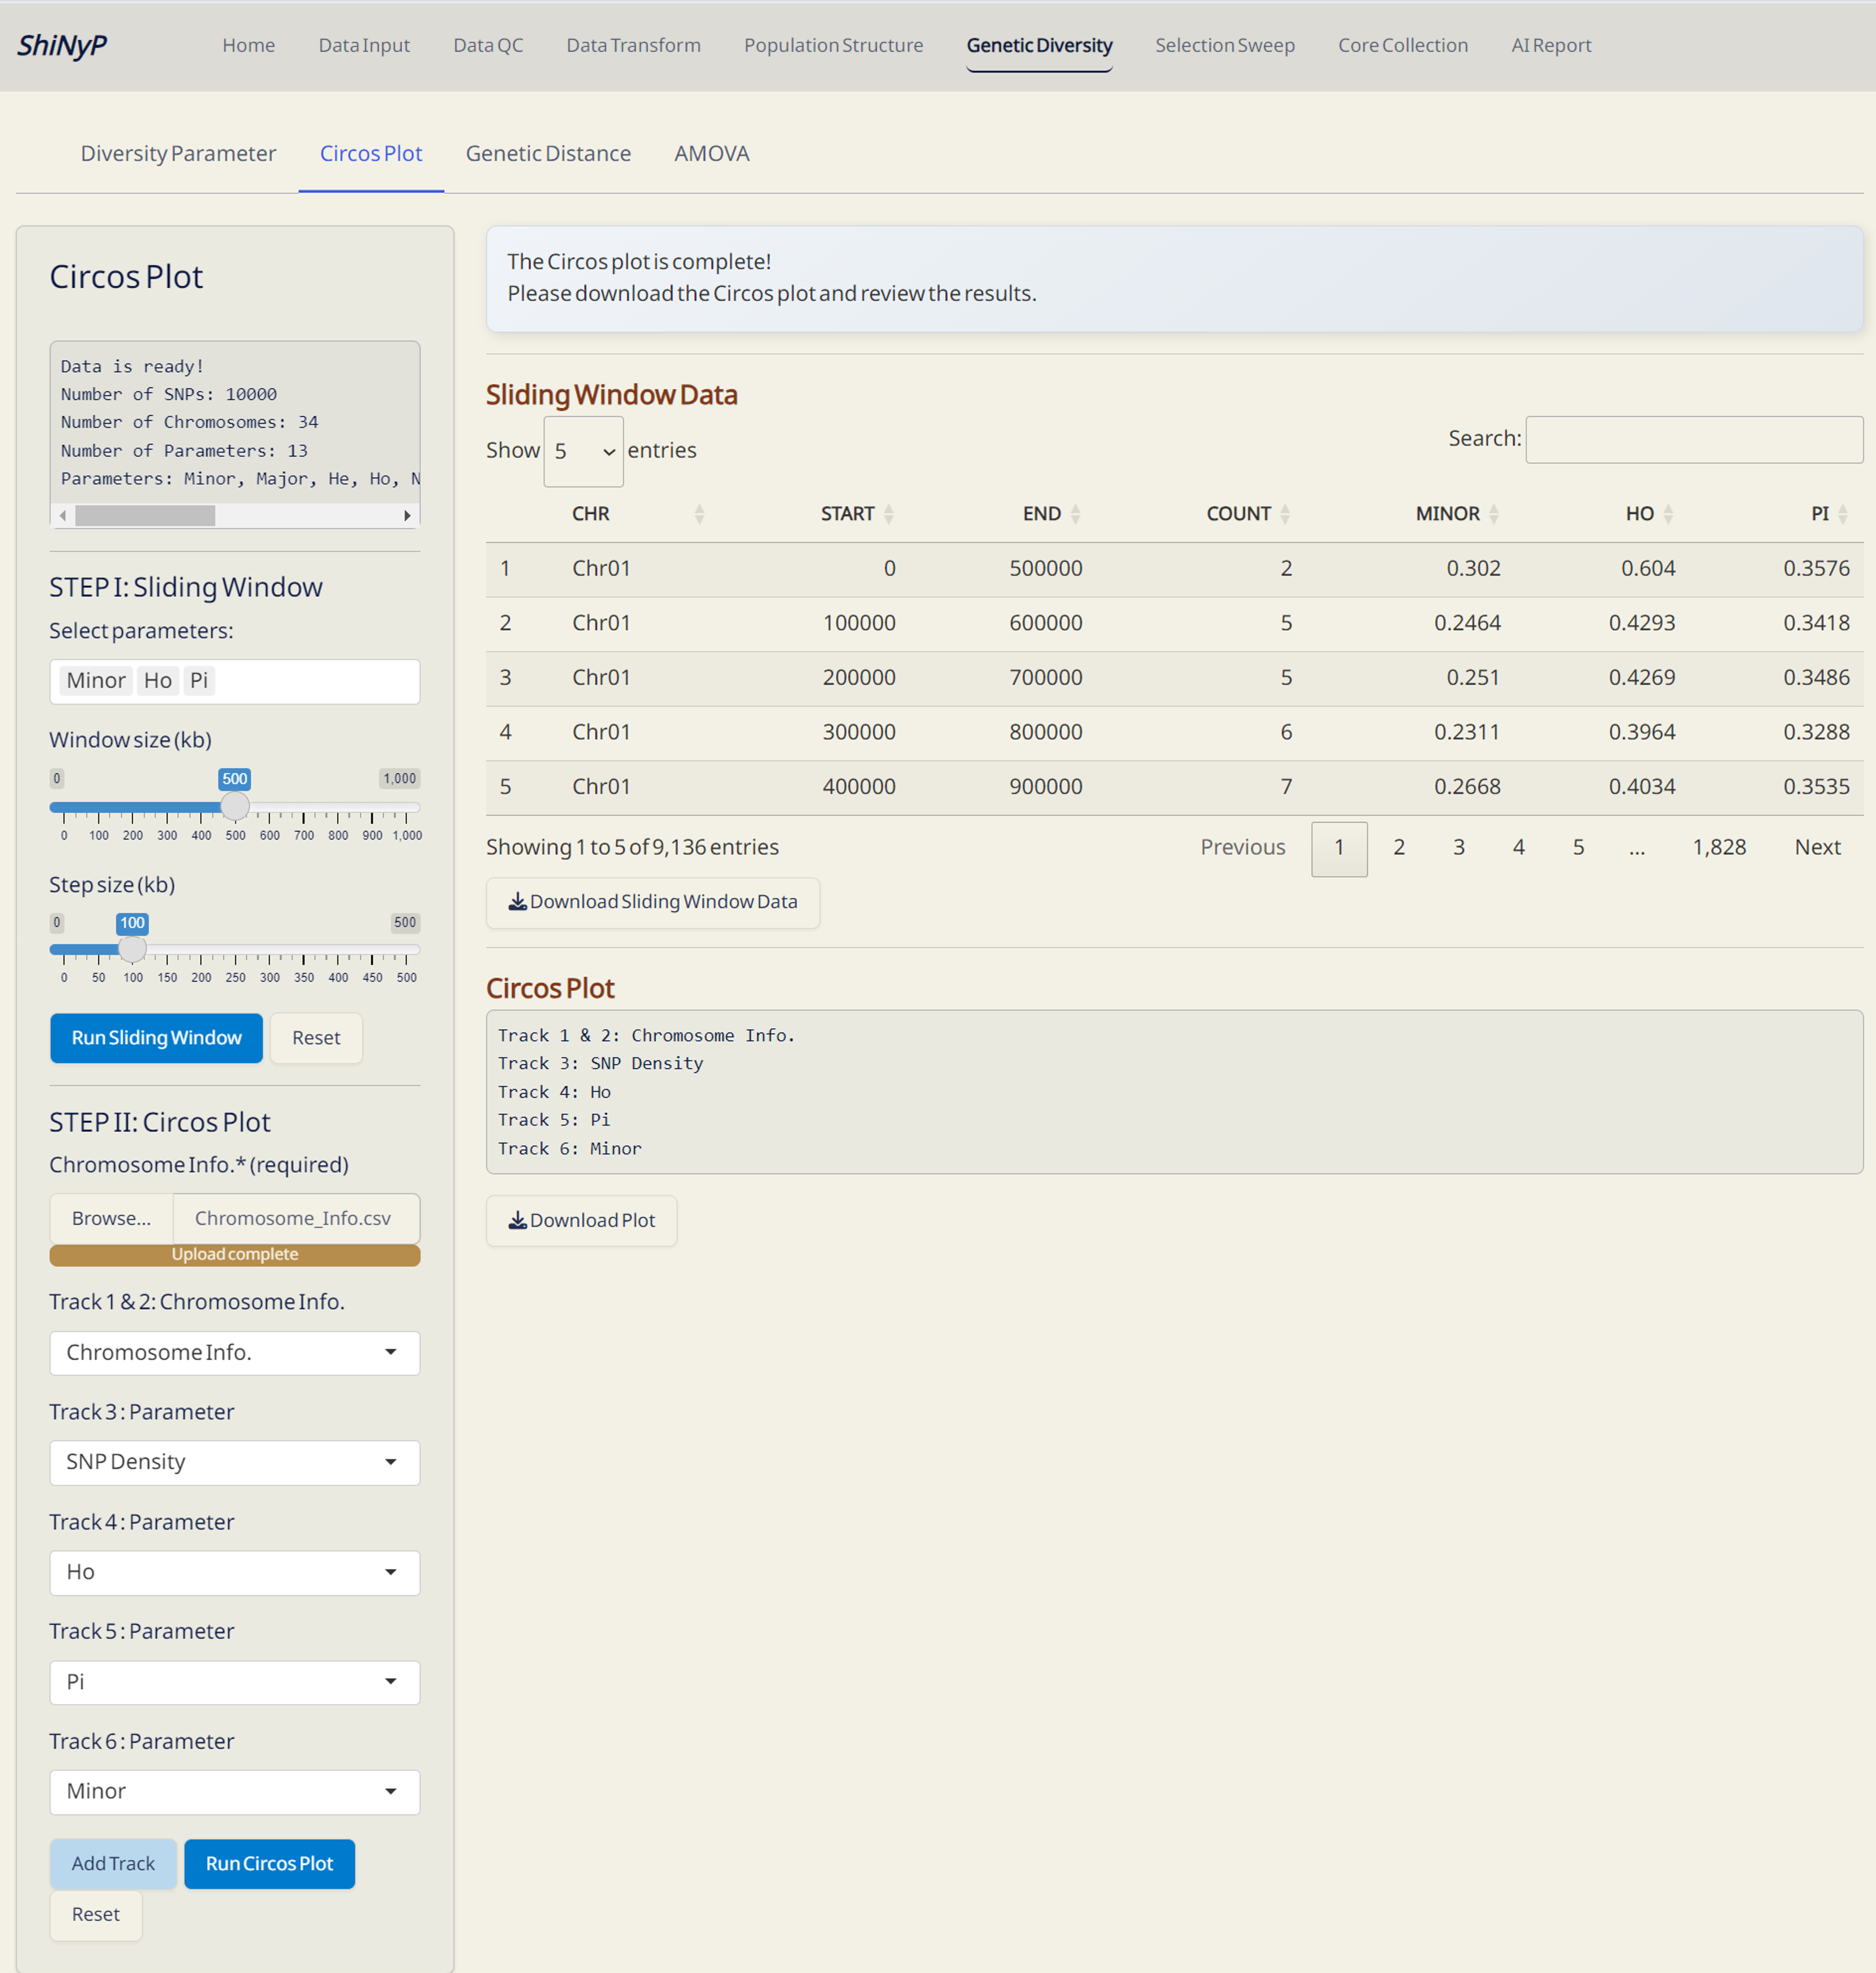 ShiNyP Home Data Input Data QC Data Transform Population Structure Genetic Diversity Selection Sweep Core Collection AI Report
Diversity Parameter Circos Plot Genetic Distance AMOVA
Circos Plot
Data is ready!
Number of SNPs: 10000
Number of Chromosomes: 34
Number of Parameters: 13
Parameters: Minor, Major, He, Ho, N
STEP I: Sliding Window
Select parameters:
Minor Ho Pi
Window size (kb)
0 500 1,000
0 100 200 300 400 500 600 700 800 900 1,000
Step size (kb)
0 100 500
0 50 100 150 200 250 300 350 400 450 500
Run Sliding Window Reset
STEP II: Circos Plot
Chromosome Info.* (required)
Browse... Chromosome_Info.csv
Upload complete
Track 1 & 2: Chromosome Info.
Chromosome Info.
Track 3 : Parameter
SNP Density
Track 4 : Parameter
Ho
Track 5 : Parameter
Pi
Track 6 : Parameter
Minor
Add Track Run Circos Plot
Reset
The Circos plot is complete!
Please download the Circos plot and review the results.
Sliding Window Data
Show 5 entries Search:
CHR START END COUNT MINOR HO PI
1 Chr01 0 500000 2 0.302 0.604 0.3576
2 Chr01 100000 600000 5 0.2464 0.4293 0.3418
3 Chr01 200000 700000 5 0.251 0.4269 0.3486
4 Chr01 300000 800000 6 0.2311 0.3964 0.3288
5 Chr01 400000 900000 7 0.2668 0.4034 0.3535
Showing 1 to 5 of 9,136 entries Previous 1 2 3 4 5 ... 1,828 Next
Download Sliding Window Data
Circos Plot
Track 1 & 2: Chromosome Info.
Track 3: SNP Density
Track 4: Ho
Track 5: Pi
Track 6: Minor
Download Plot